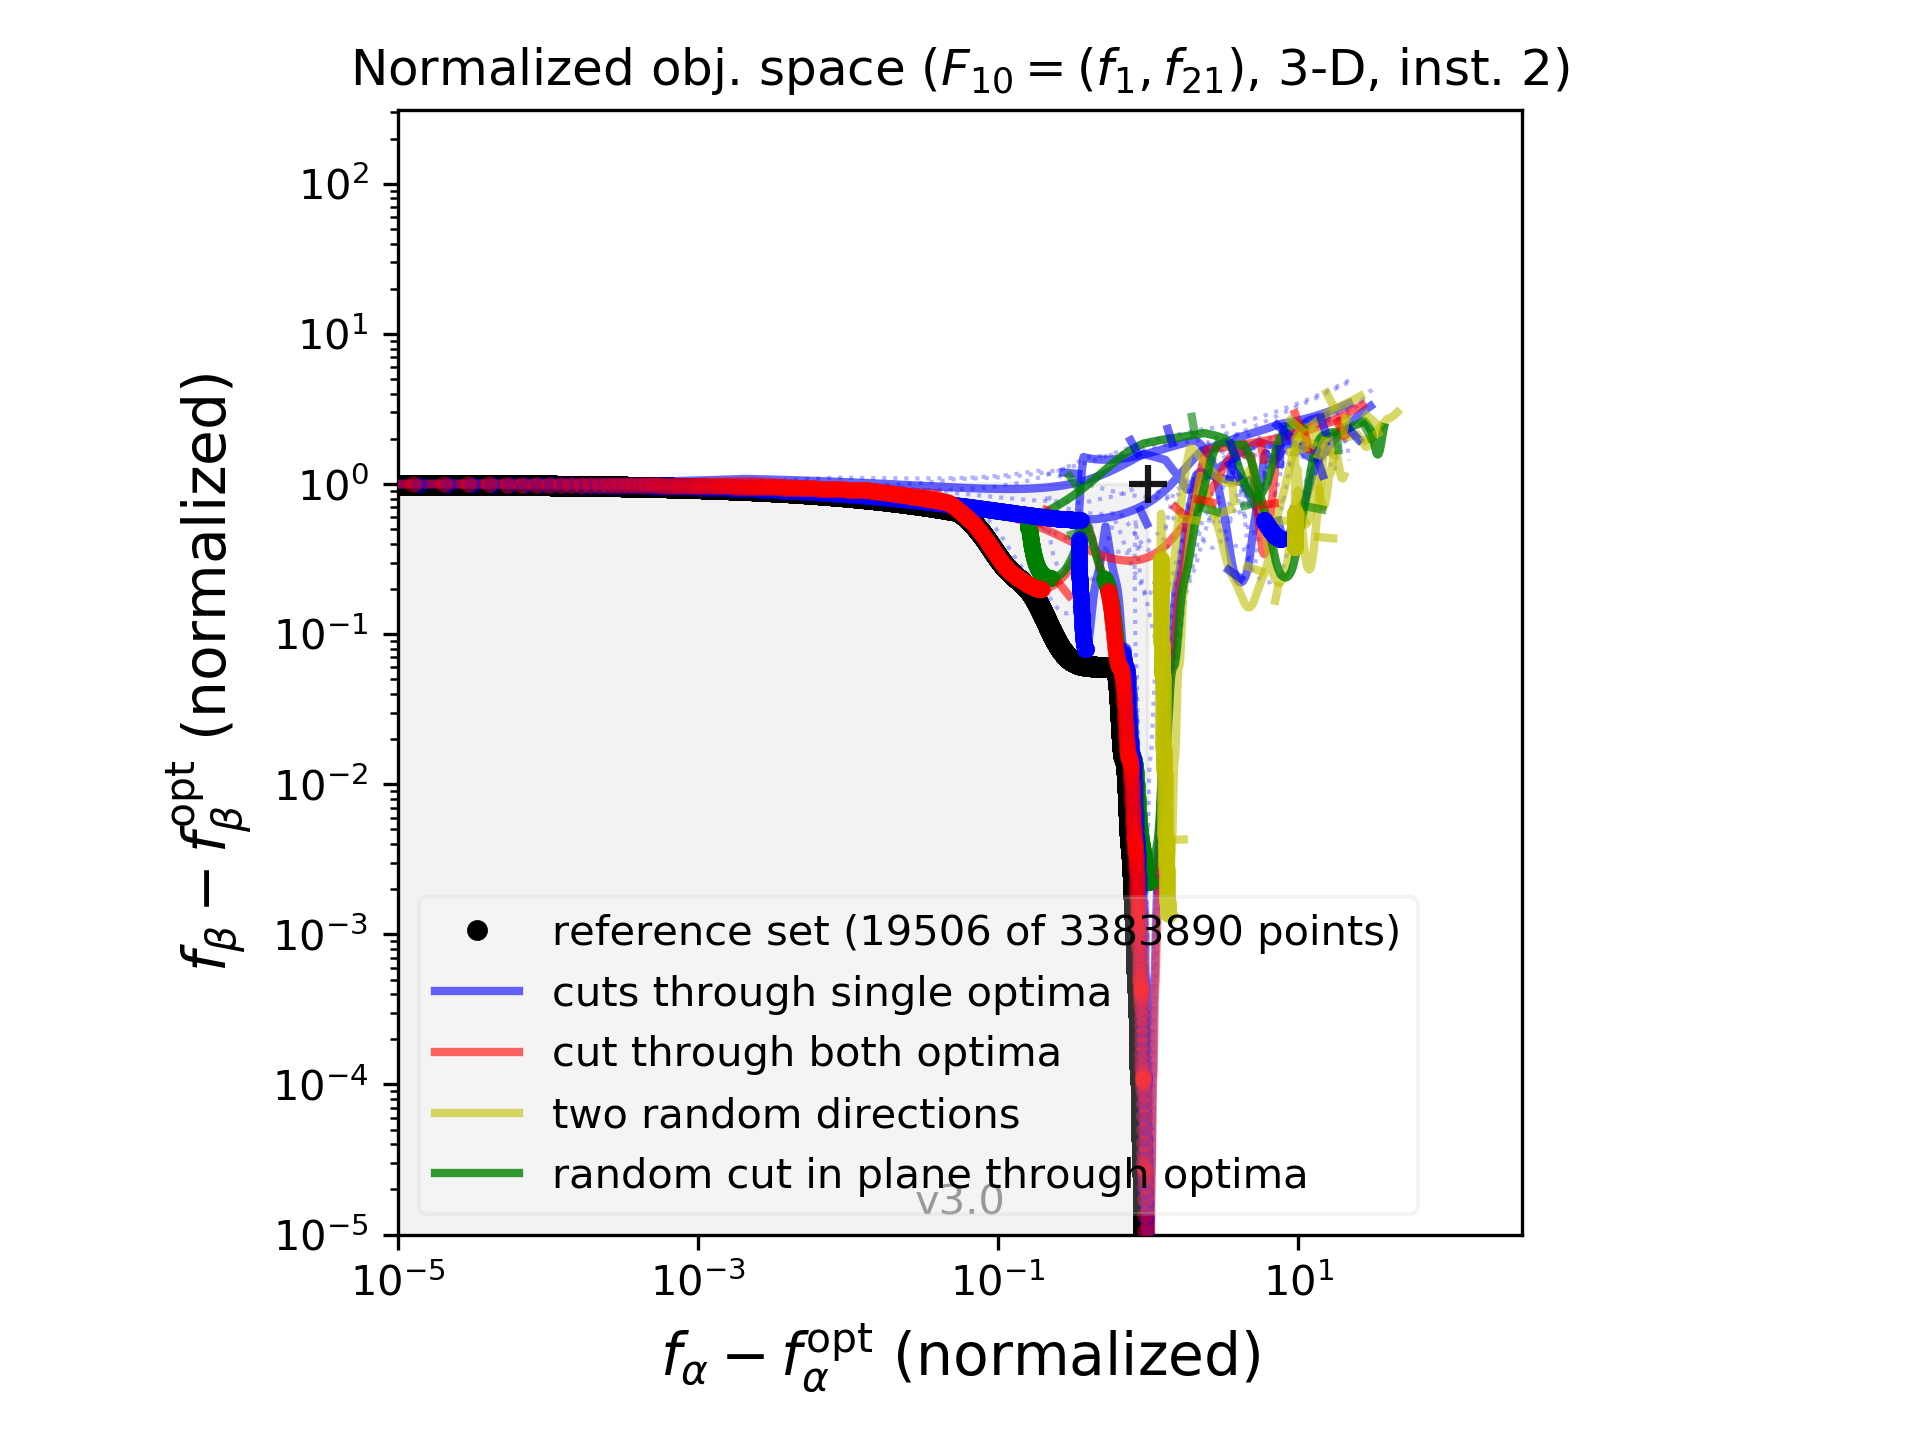 Normalized obj. space (F₁₀ = (f₁, f₂₁), 3-D, inst. 2)
10²
10¹
10⁰
10⁻¹
10⁻²
10⁻³
10⁻⁴
10⁻⁵
f_β − f_β^opt (normalized)
reference set (19506 of 3383890 points)
cuts through single optima
cut through both optima
two random directions
random cut in plane through optima
v3.0
10⁻⁵ 10⁻³ 10⁻¹ 10¹
f_α − f_α^opt (normalized)